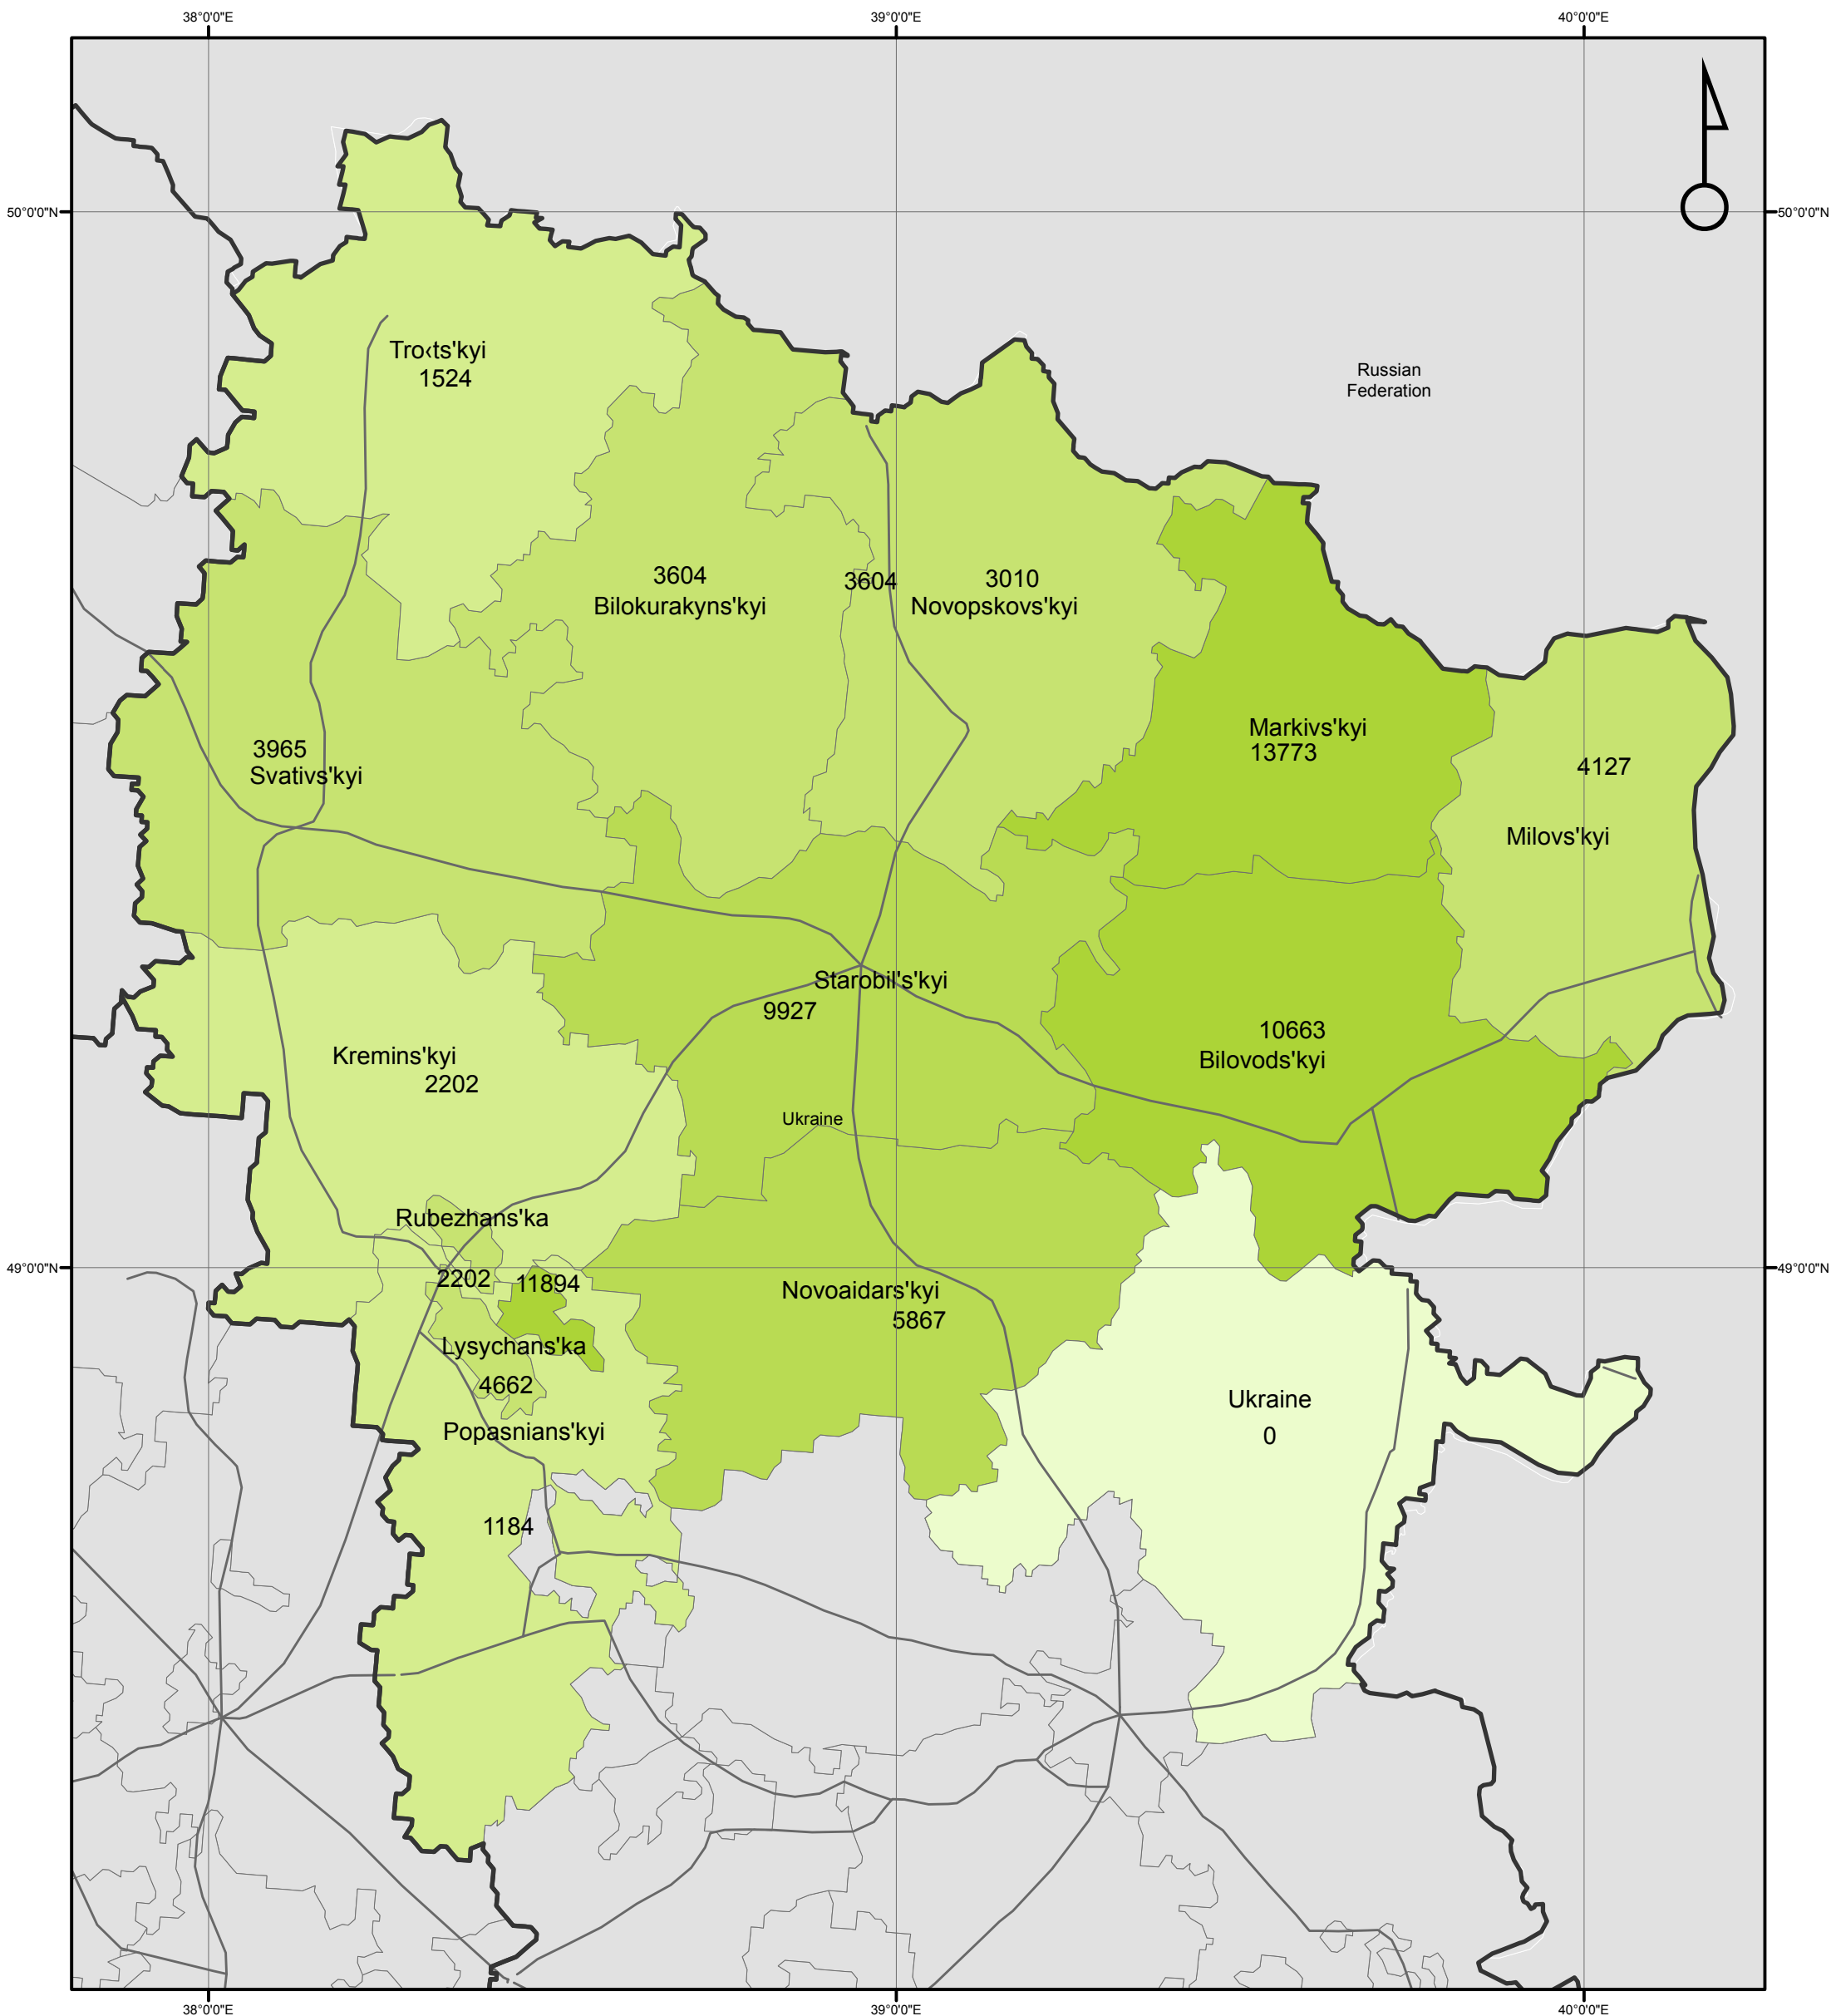 38°0'0"E
39°0'0"E
40°0'0"E
50°0'0"N
50°0'0"N
Tro‹ts'kyi
1524
Russian
Federation
3604
Bilokurakyns'kyi
3604
3010
Novopskovs'kyi
Markivs'kyi
13773
3965
Svativs'kyi
4127
Milovs'kyi
Starobil's'kyi
9927
10663
Bilovods'kyi
Kremins'kyi
2202
Ukraine
Rubezhans'ka
2202
11894
49°0'0"N
49°0'0"N
Novoaidars'kyi
5867
Lysychans'ka
4662
Popasnians'kyi
Ukraine
0
1184
38°0'0"E
39°0'0"E
40°0'0"E